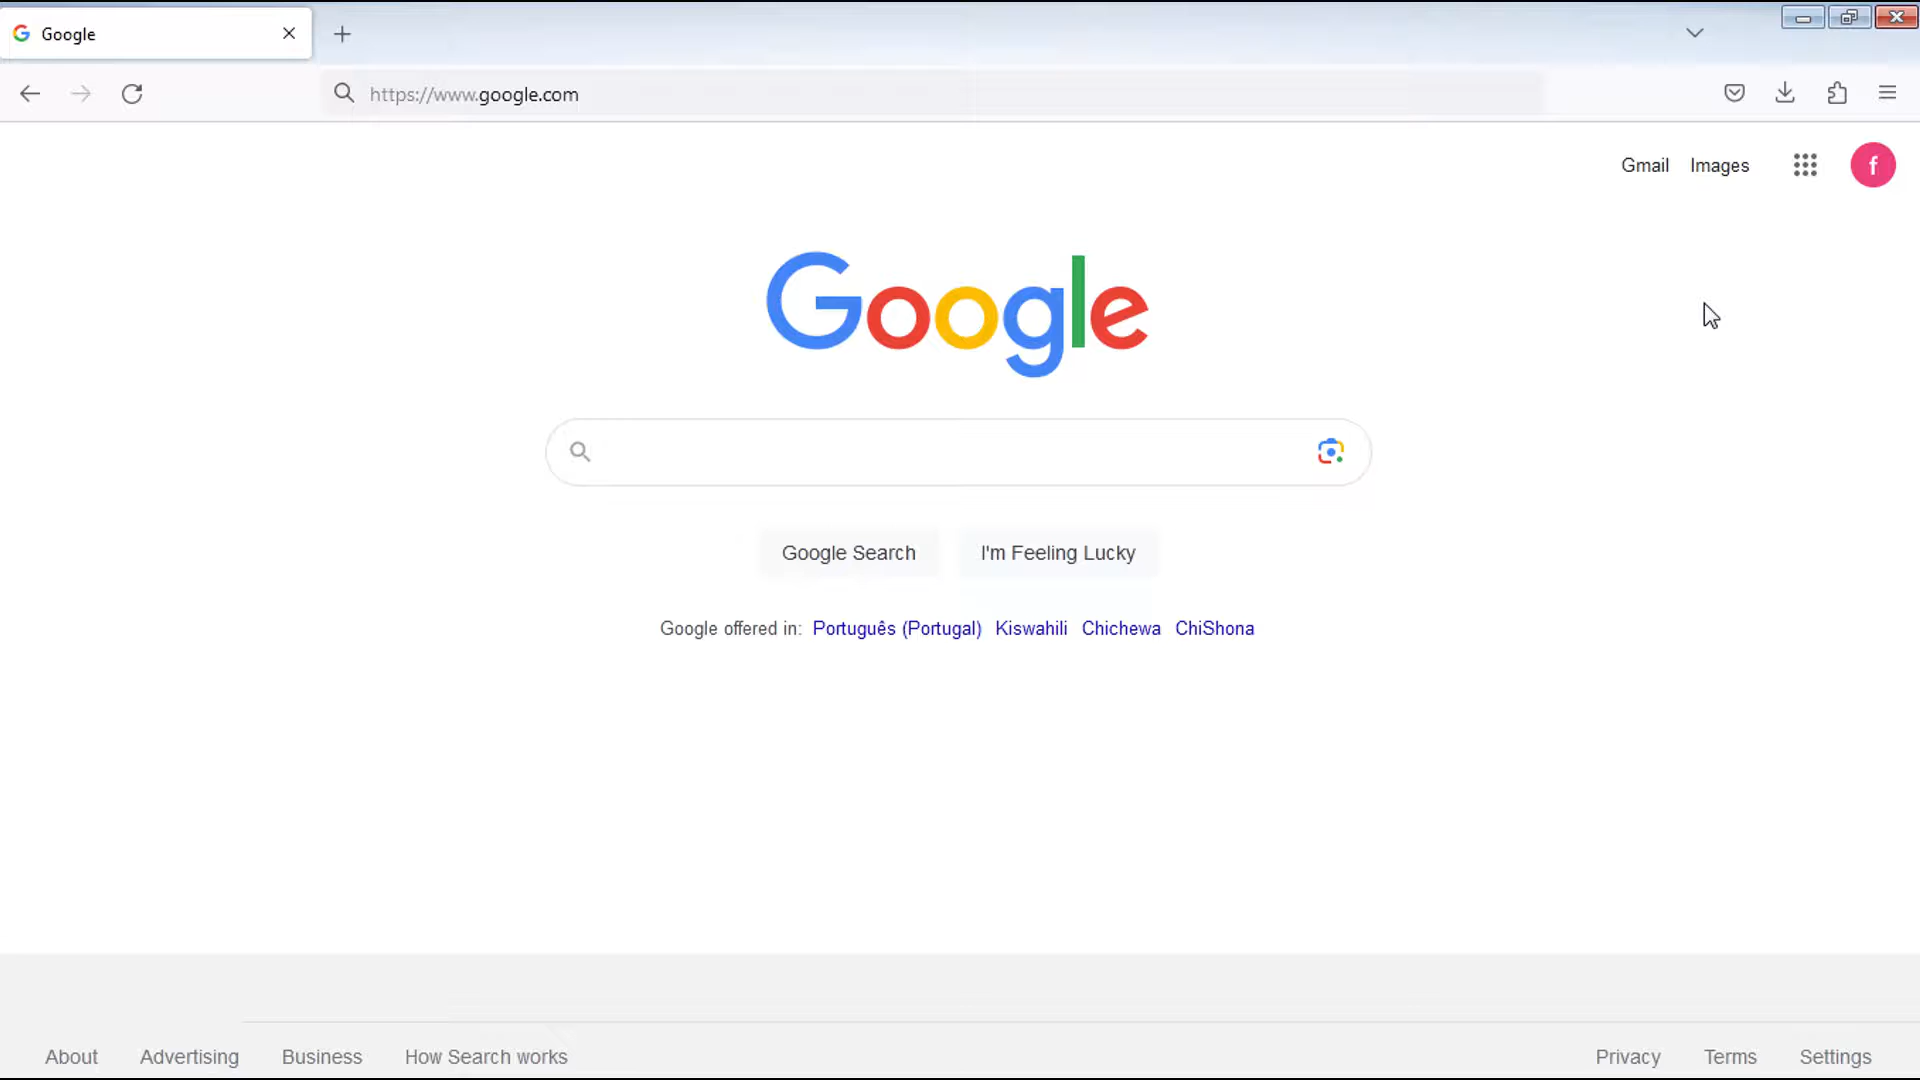 Google
https://www.google.com
Gmail Images
f
Google
Google Search I'm Feeling Lucky
Google offered in: Português (Portugal) Kiswahili Chichewa ChiShona
About Advertising Business How Search works Privacy Terms Settings